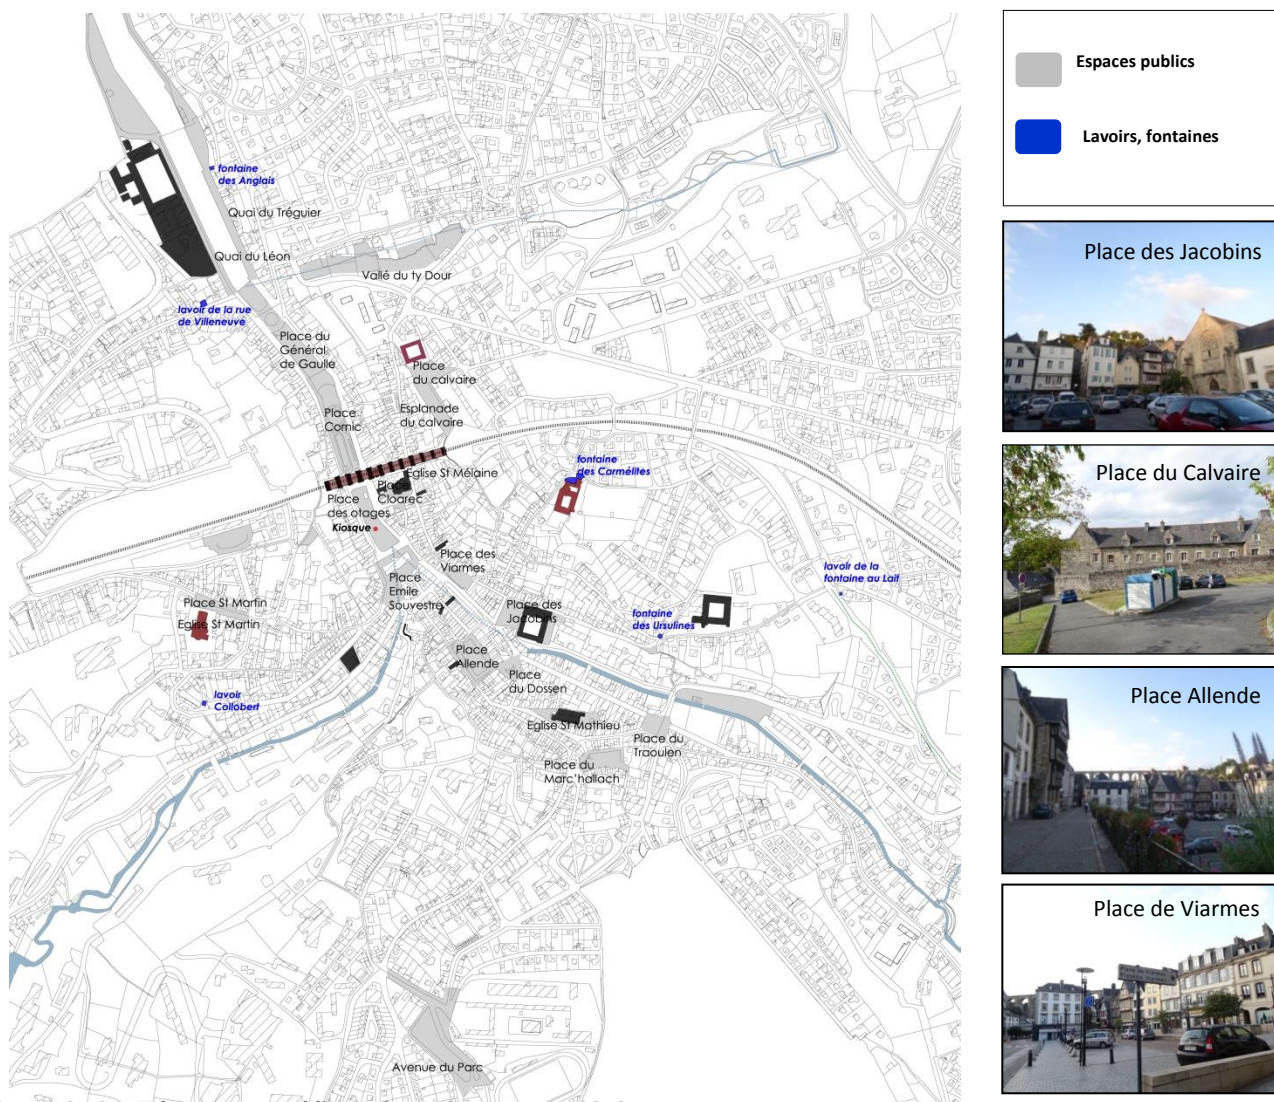 fontaine
des Anglais
Quai du Tréguier
Quai du Léon
Vallé du ty Dour
lavoir de la rue
de Villeneuve
Place du
Général
de Gaulle
Place
du calvaire
Place
Cornic
Esplanade
du calvaire
Eglise St Mélaine
Place
Cloarec
fontaine
des Carmélites
Place
des otages
Kiosque
Place des
Viarmes
Place
Emile
Souvestre
lavoir de la
fontaine au Lait
Place St Martin
Eglise St Martin
Place des
Jacobins
fontaine
des Ursulines
Place
Allende
Place
du Dossen
lavoir
Collobert
Eglise St Mathieu
Place du
Traoulen
Place du
Marc'hallach
Avenue du Parc
Espaces publics
Lavoirs, fontaines
Place des Jacobins
Place du Calvaire
Place Allende
Place de Viarmes